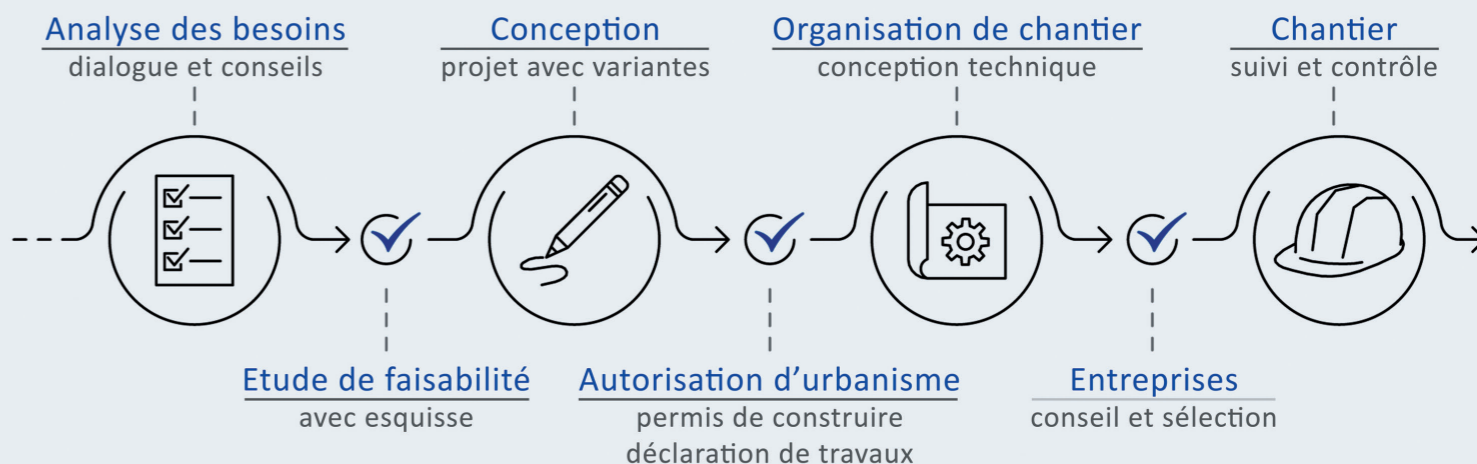 Analyse des besoins
dialogue et conseils
Conception
projet avec variantes
Organisation de chantier
conception technique
Chantier
suivi et contrôle
Etude de faisabilité
avec esquisse
Autorisation d’urbanisme
permis de construire
déclaration de travaux
Entreprises
conseil et sélection